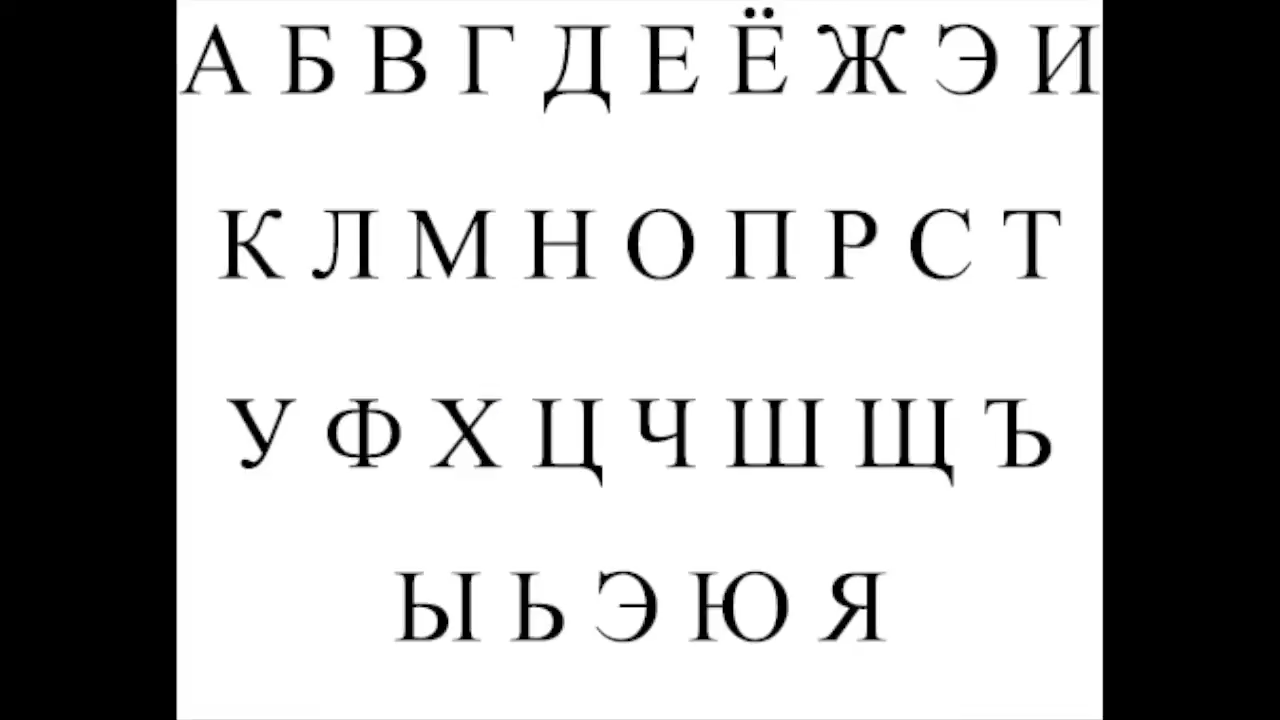 А Б В Г Д Е Ё Ж Э И
К Л М Н О П Р С Т
У Ф Х Ц Ч Ш Щ Ъ
Ы Ь Э Ю Я